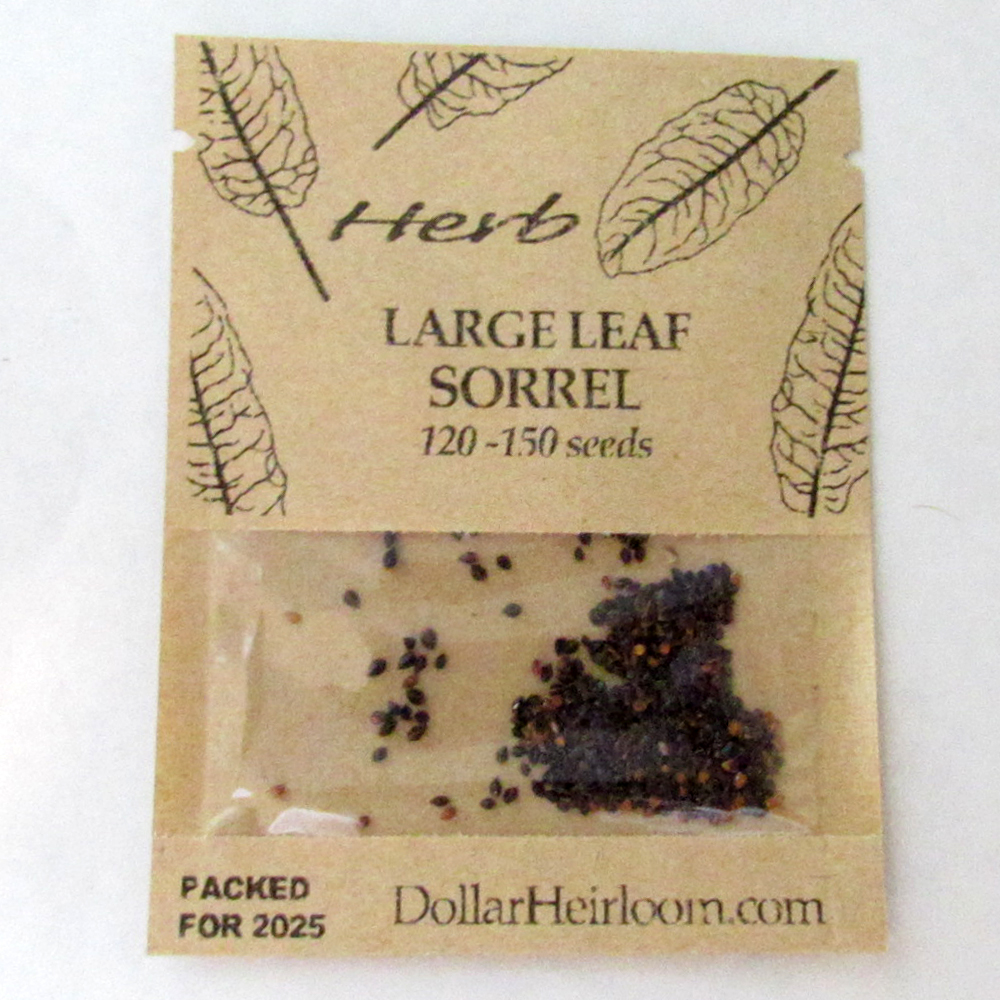 Herb
LARGE LEAF
SORREL
120 -150 seeds
PACKED
FOR 2025
DollarHeirloom.com